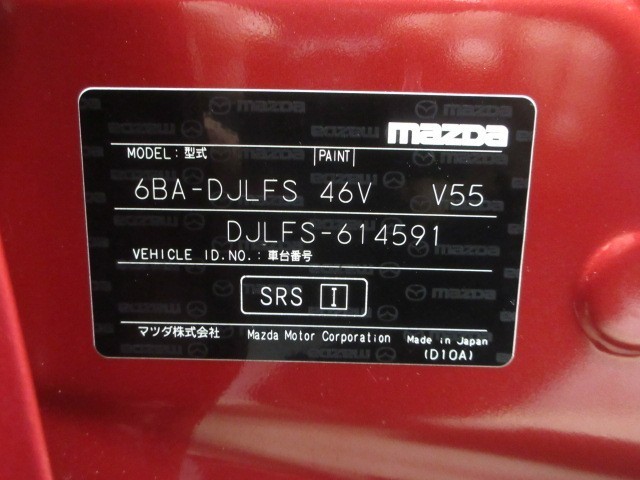 mazda
MODEL：型式 PAINT
6BA-DJLFS 46V V55
DJLFS-614591
VEHICLE ID.NO.：車台番号
SRS I
マツダ株式会社 Mazda Motor Corporation Made in Japan
(D10A)